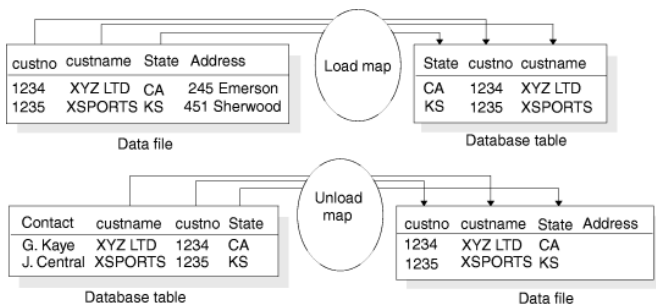 custno custname State Address
1234 XYZ LTD CA 245 Emerson
1235 XSPORTS KS 451 Sherwood
Data file
Load map
State custno custname
CA 1234 XYZ LTD
KS 1235 XSPORTS
Database table
Contact custname custno State
G. Kaye XYZ LTD 1234 CA
J. Central XSPORTS 1235 KS
Database table
Unload
map
custno custname State Address
1234 XYZ LTD CA
1235 XSPORTS KS
Data file